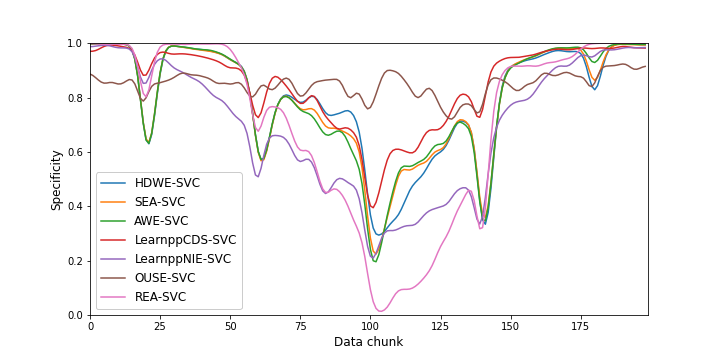 1.0
0.8
0.6
0.4
0.2
0.0
Specificity
HDWE-SVC
SEA-SVC
AWE-SVC
LearnppCDS-SVC
LearnppNIE-SVC
OUSE-SVC
REA-SVC
0 25 50 75 100 125 150 175
Data chunk